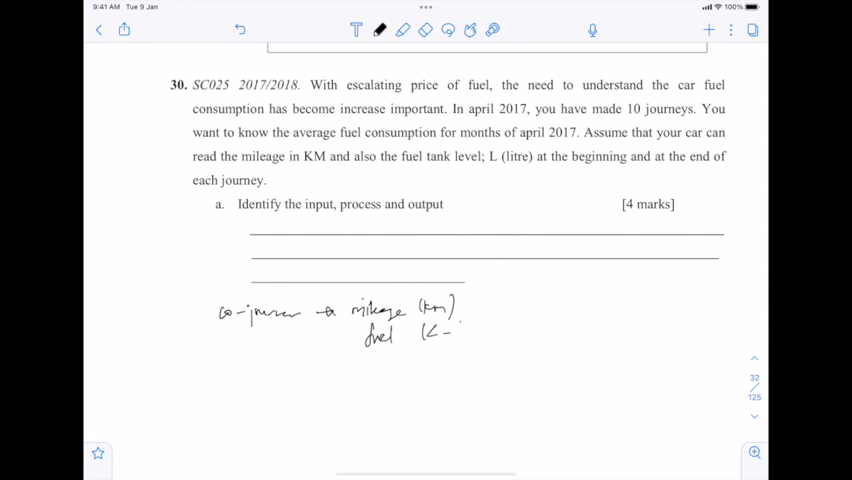 9:41 AM Tue 9 Jan
100%
30. SC025 2017/2018. With escalating price of fuel, the need to understand the car fuel
consumption has become increase important. In april 2017, you have made 10 journeys. You
want to know the average fuel consumption for months of april 2017. Assume that your car can
read the mileage in KM and also the fuel tank level; L (litre) at the beginning and at the end of
each journey.
a. Identify the input, process and output [4 marks]
mileage (km)
fuel
32
125